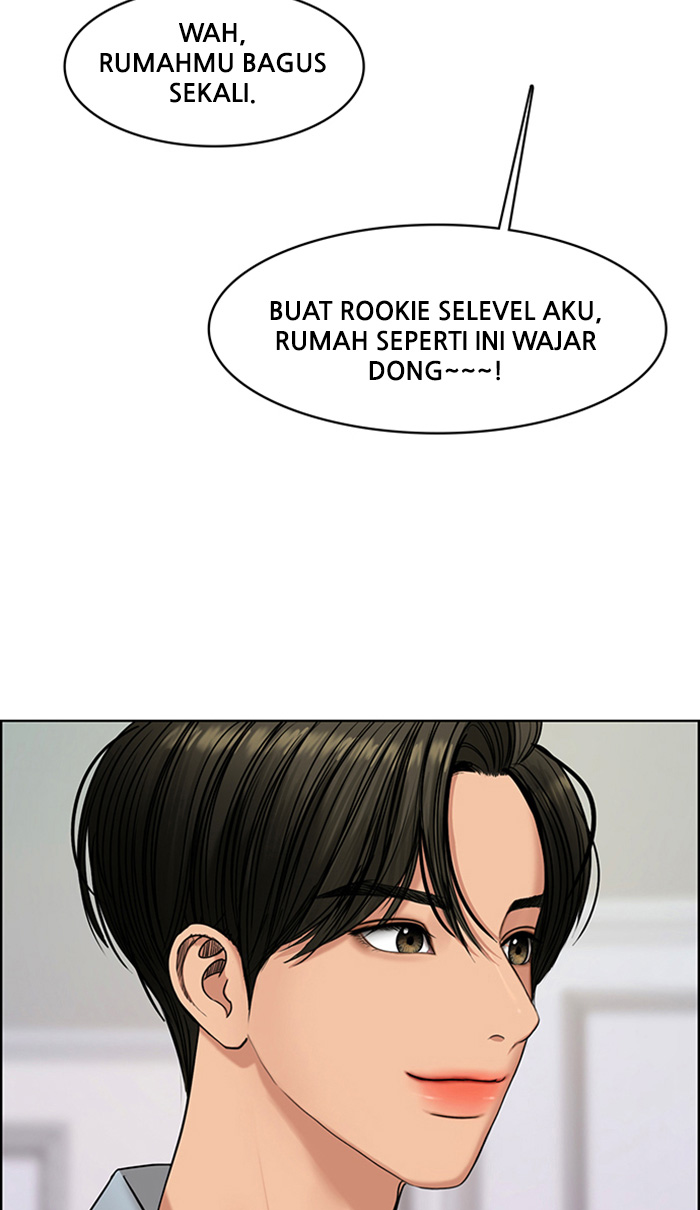 WAH,
RUMAHMU BAGUS
SEKALI.
BUAT ROOKIE SELEVEL AKU,
RUMAH SEPERTI INI WAJAR
DONG~~~!